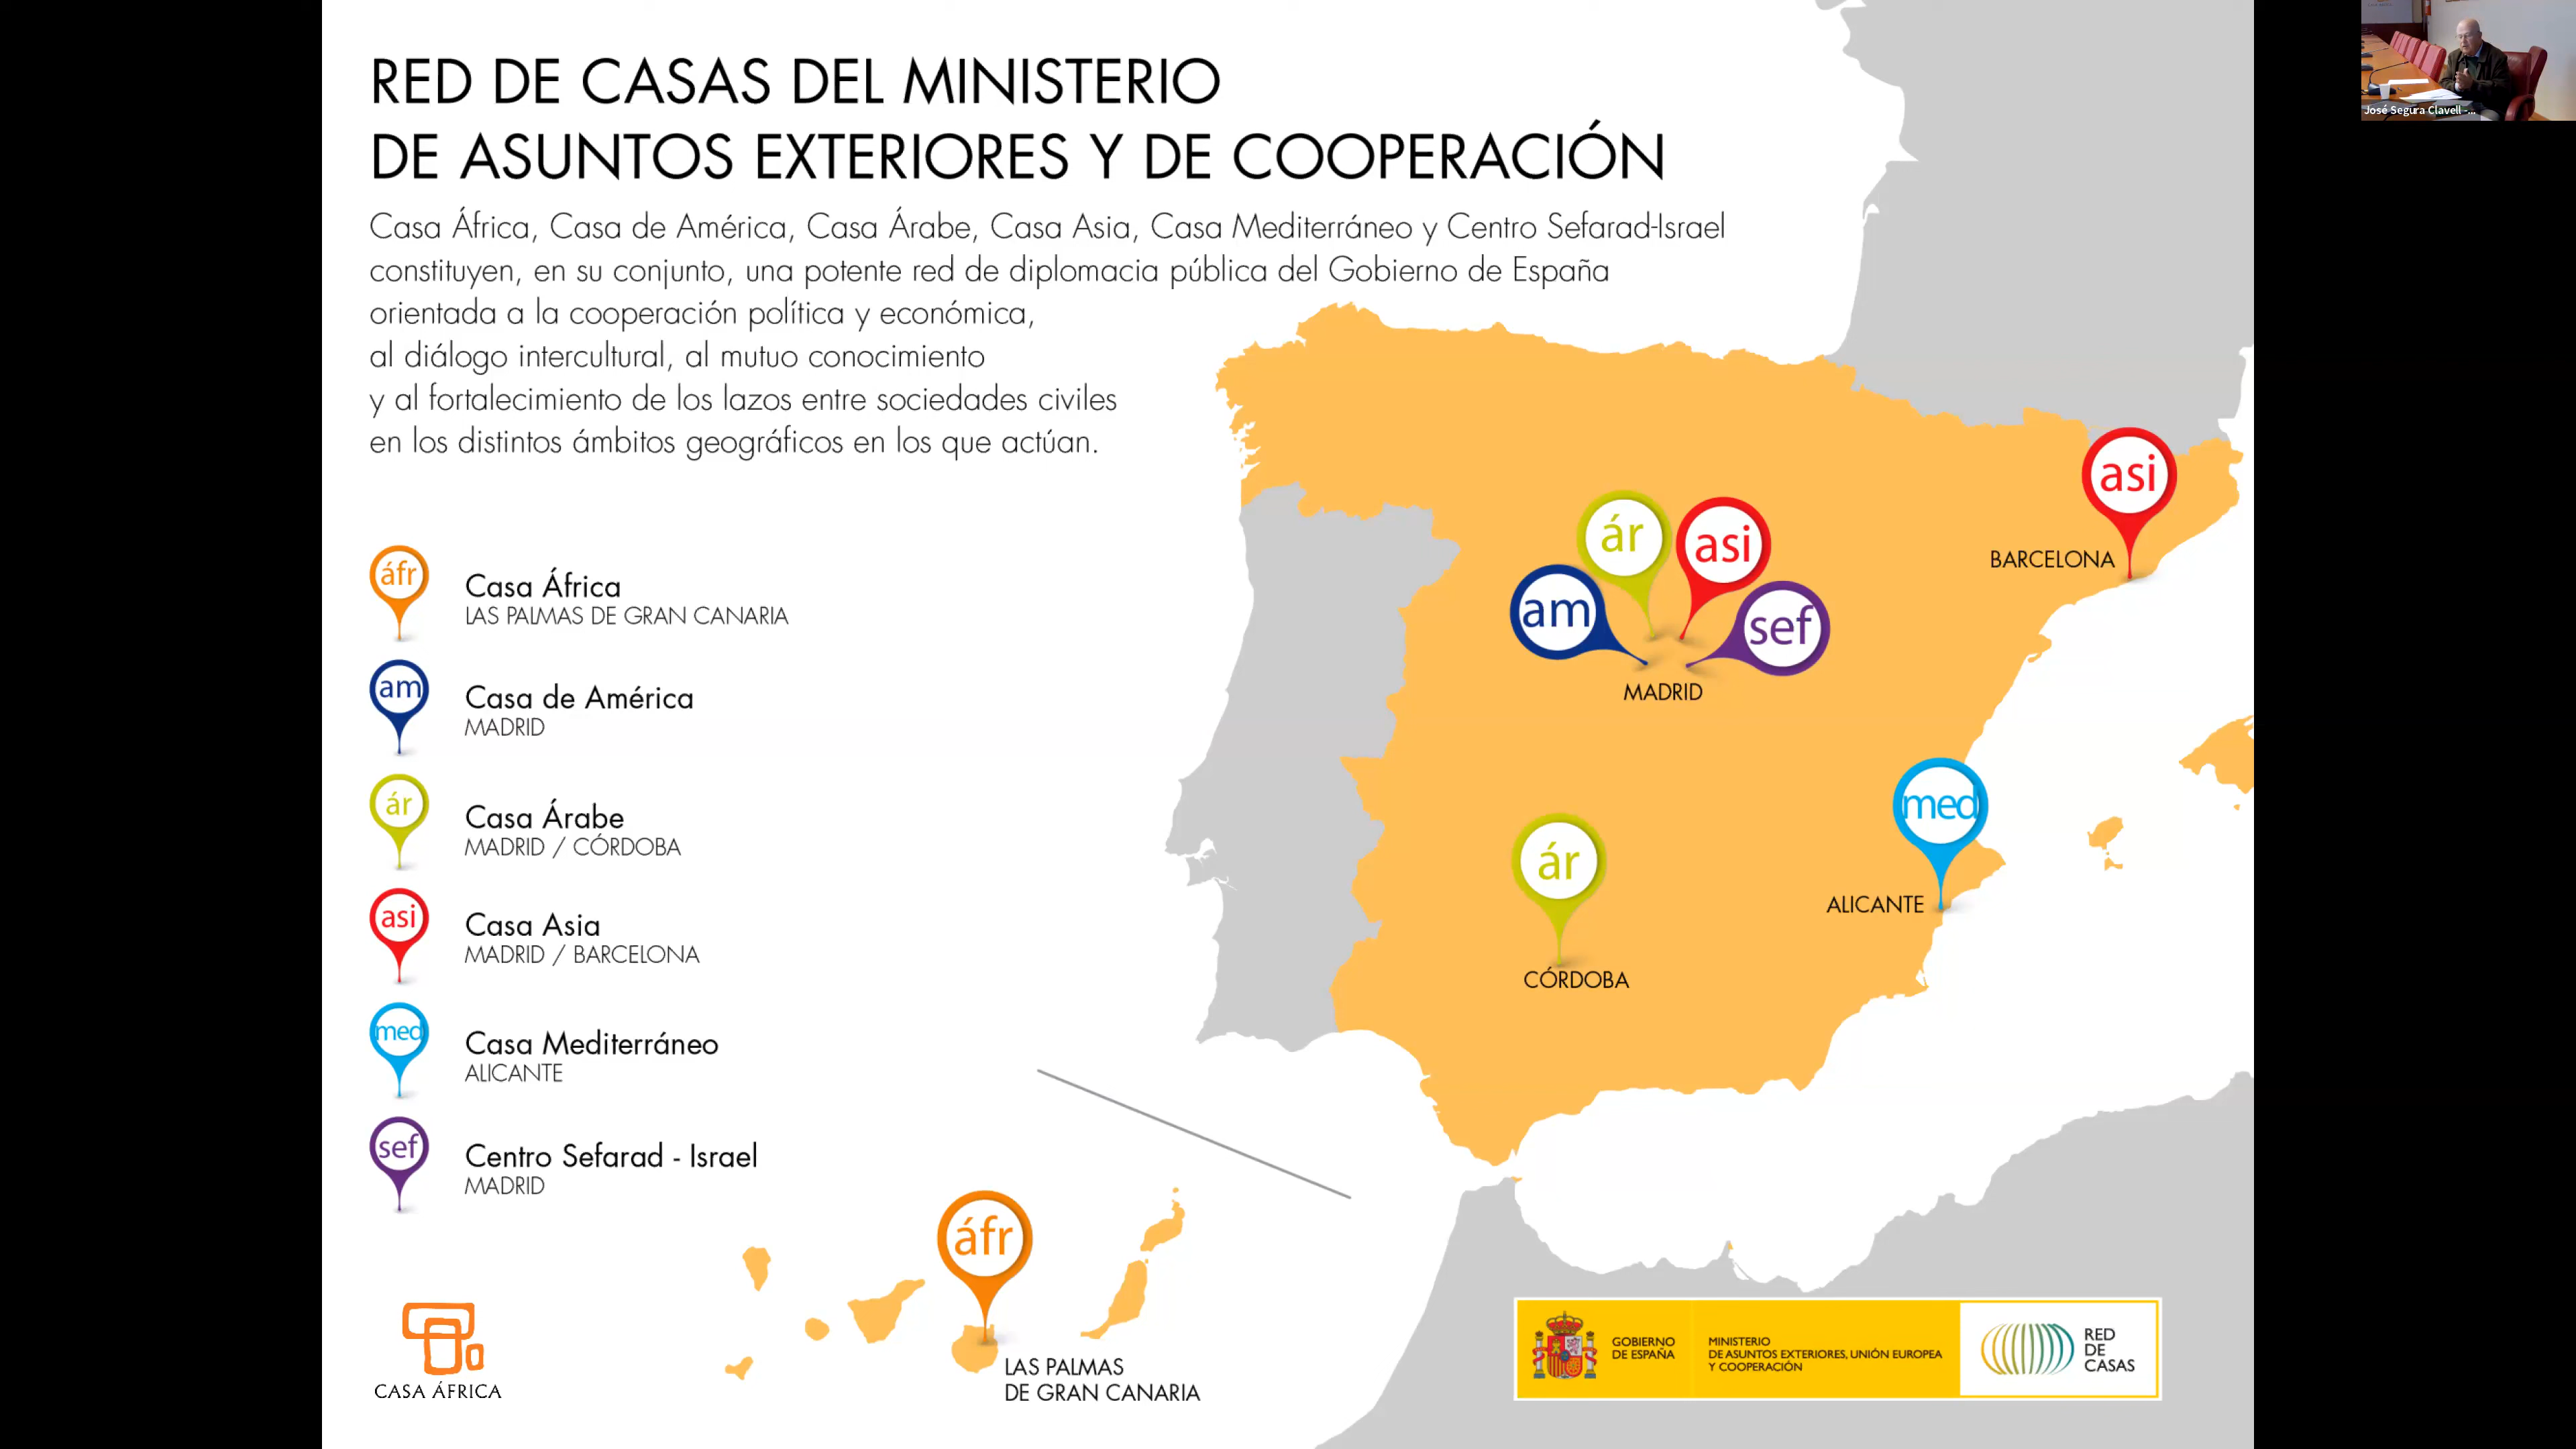 RED DE CASAS DEL MINISTERIO
DE ASUNTOS EXTERIORES Y DE COOPERACIÓN
Casa África, Casa de América, Casa Árabe, Casa Asia, Casa Mediterráneo y Centro Sefarad-Israel
constituyen, en su conjunto, una potente red de diplomacia pública del Gobierno de España
orientada a la cooperación política y económica,
al diálogo intercultural, al mutuo conocimiento
y al fortalecimiento de los lazos entre sociedades civiles
en los distintos ámbitos geográficos en los que actúan.
áfr
Casa África
LAS PALMAS DE GRAN CANARIA
am
Casa de América
MADRID
ár
Casa Árabe
MADRID / CÓRDOBA
asi
Casa Asia
MADRID / BARCELONA
med
Casa Mediterráneo
ALICANTE
sef
Centro Sefarad - Israel
MADRID
asi
BARCELONA
ár
asi
am
sef
MADRID
med
ALICANTE
ár
CÓRDOBA
áfr
LAS PALMAS
DE GRAN CANARIA
CASA ÁFRICA
GOBIERNO
DE ESPAÑA
MINISTERIO
DE ASUNTOS EXTERIORES, UNIÓN EUROPEA
Y COOPERACIÓN
RED
DE
CASAS
José Segura Clavell -...